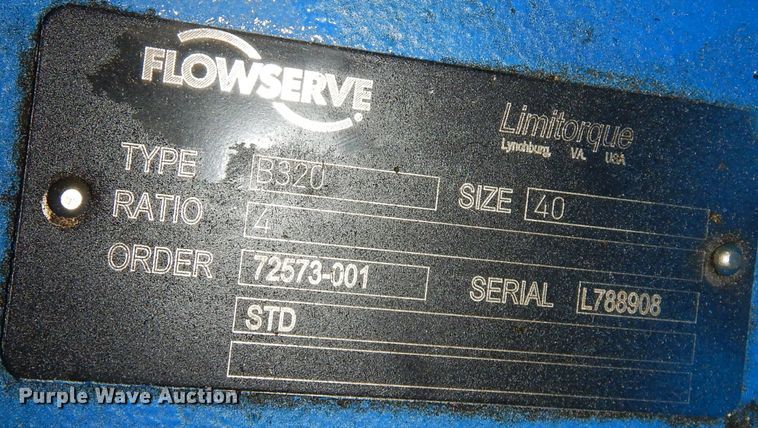 FLOWSERVE
Limitorque
Lynchburg, VA. USA
TYPE B320 SIZE 40
RATIO 4
ORDER 72573-001 SERIAL L788908
STD
Purple Wave Auction